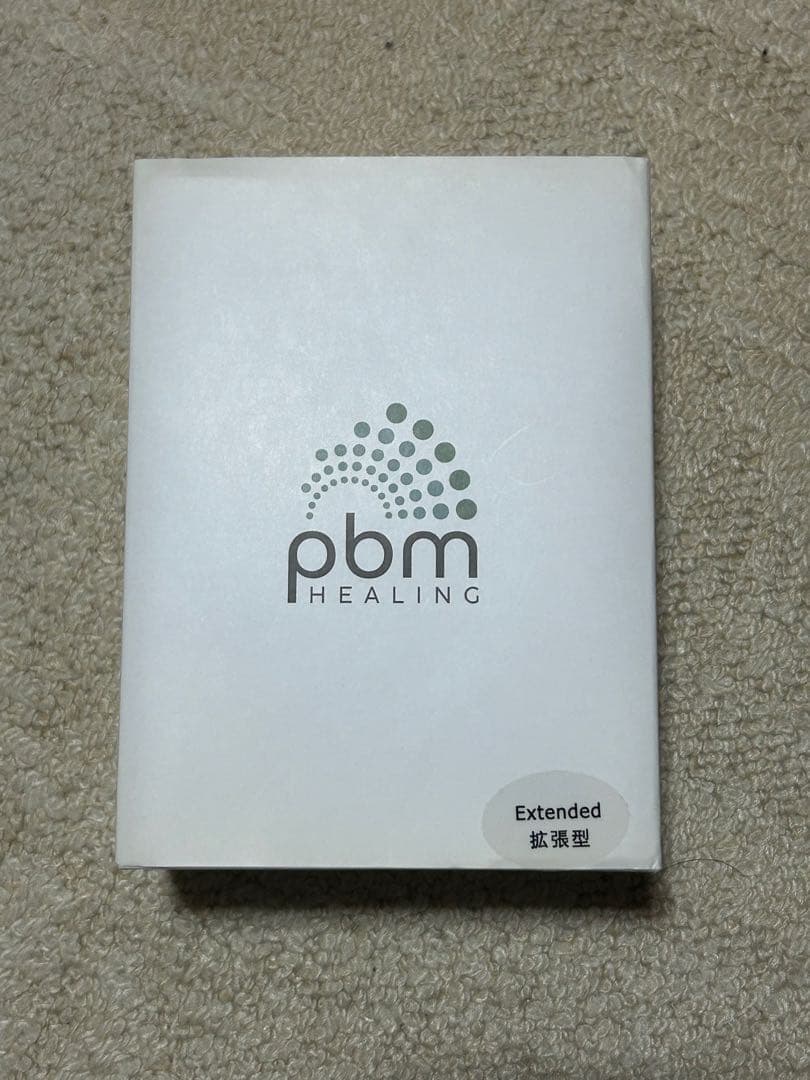 pbm
HEALING
Extended
拡張型